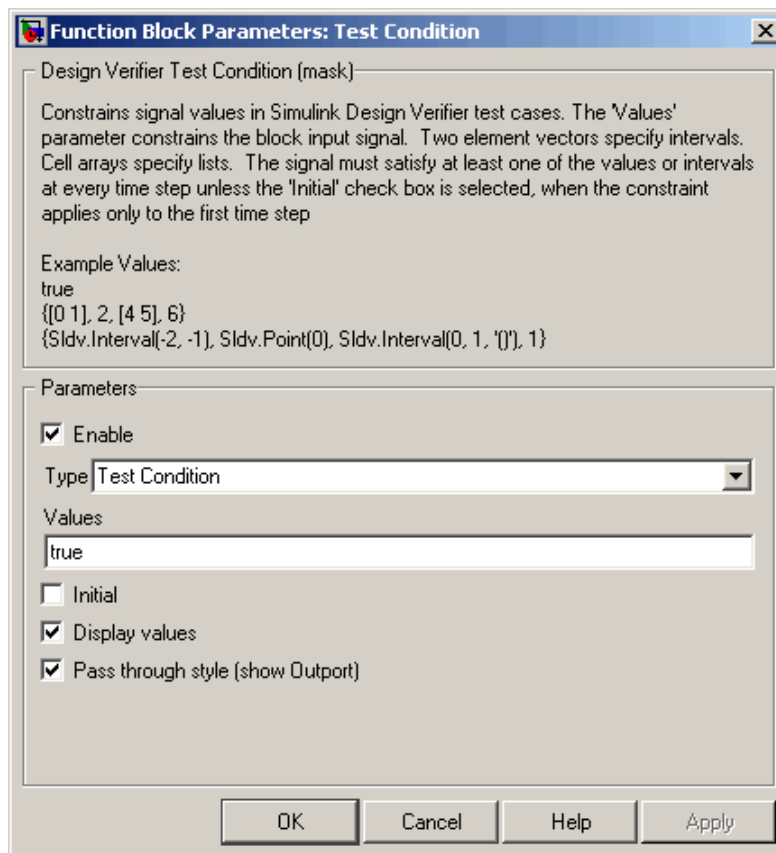 Function Block Parameters: Test Condition
Design Verifier Test Condition (mask)
Constrains signal values in Simulink Design Verifier test cases. The 'Values'
parameter constrains the block input signal.  Two element vectors specify intervals.
Cell arrays specify lists.  The signal must satisfy at least one of the values or intervals
at every time step unless the 'Initial' check box is selected, when the constraint
applies only to the first time step
Example Values:
true
{[0 1], 2, [4 5], 6}
{Sldv.Interval(-2, -1), Sldv.Point(0), Sldv.Interval(0, 1, '()'), 1}
Parameters
Enable
Type Test Condition
Values
true
Initial
Display values
Pass through style (show Outport)
OK Cancel Help Apply